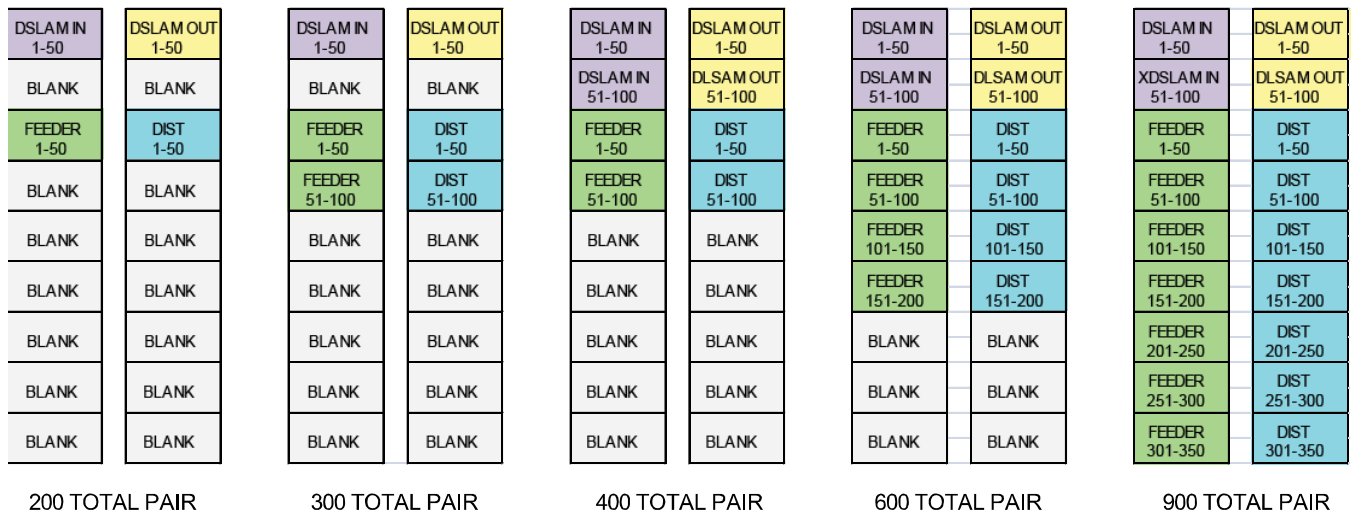 DSLAM IN
1-50
DSLAM OUT
1-50
BLANK
BLANK
FEEDER
1-50
DIST
1-50
BLANK
BLANK
BLANK
BLANK
BLANK
BLANK
BLANK
BLANK
BLANK
BLANK
BLANK
BLANK
200 TOTAL PAIR
DSLAM IN
1-50
DSLAM OUT
1-50
BLANK
BLANK
FEEDER
1-50
DIST
1-50
FEEDER
51-100
DIST
51-100
BLANK
BLANK
BLANK
BLANK
BLANK
BLANK
BLANK
BLANK
BLANK
BLANK
300 TOTAL PAIR
DSLAM IN
1-50
DSLAM OUT
1-50
DSLAM IN
51-100
DLSAM OUT
51-100
FEEDER
1-50
DIST
1-50
FEEDER
51-100
DIST
51-100
BLANK
BLANK
BLANK
BLANK
BLANK
BLANK
BLANK
BLANK
BLANK
BLANK
400 TOTAL PAIR
DSLAM IN
1-50
DSLAM OUT
1-50
DSLAM IN
51-100
DLSAM OUT
51-100
FEEDER
1-50
DIST
1-50
FEEDER
51-100
DIST
51-100
FEEDER
101-150
DIST
101-150
FEEDER
151-200
DIST
151-200
BLANK
BLANK
BLANK
BLANK
BLANK
BLANK
600 TOTAL PAIR
DSLAM IN
1-50
DSLAM OUT
1-50
XDSLAM IN
51-100
DLSAM OUT
51-100
FEEDER
1-50
DIST
1-50
FEEDER
51-100
DIST
51-100
FEEDER
101-150
DIST
101-150
FEEDER
151-200
DIST
151-200
FEEDER
201-250
DIST
201-250
FEEDER
251-300
DIST
251-300
FEEDER
301-350
DIST
301-350
900 TOTAL PAIR